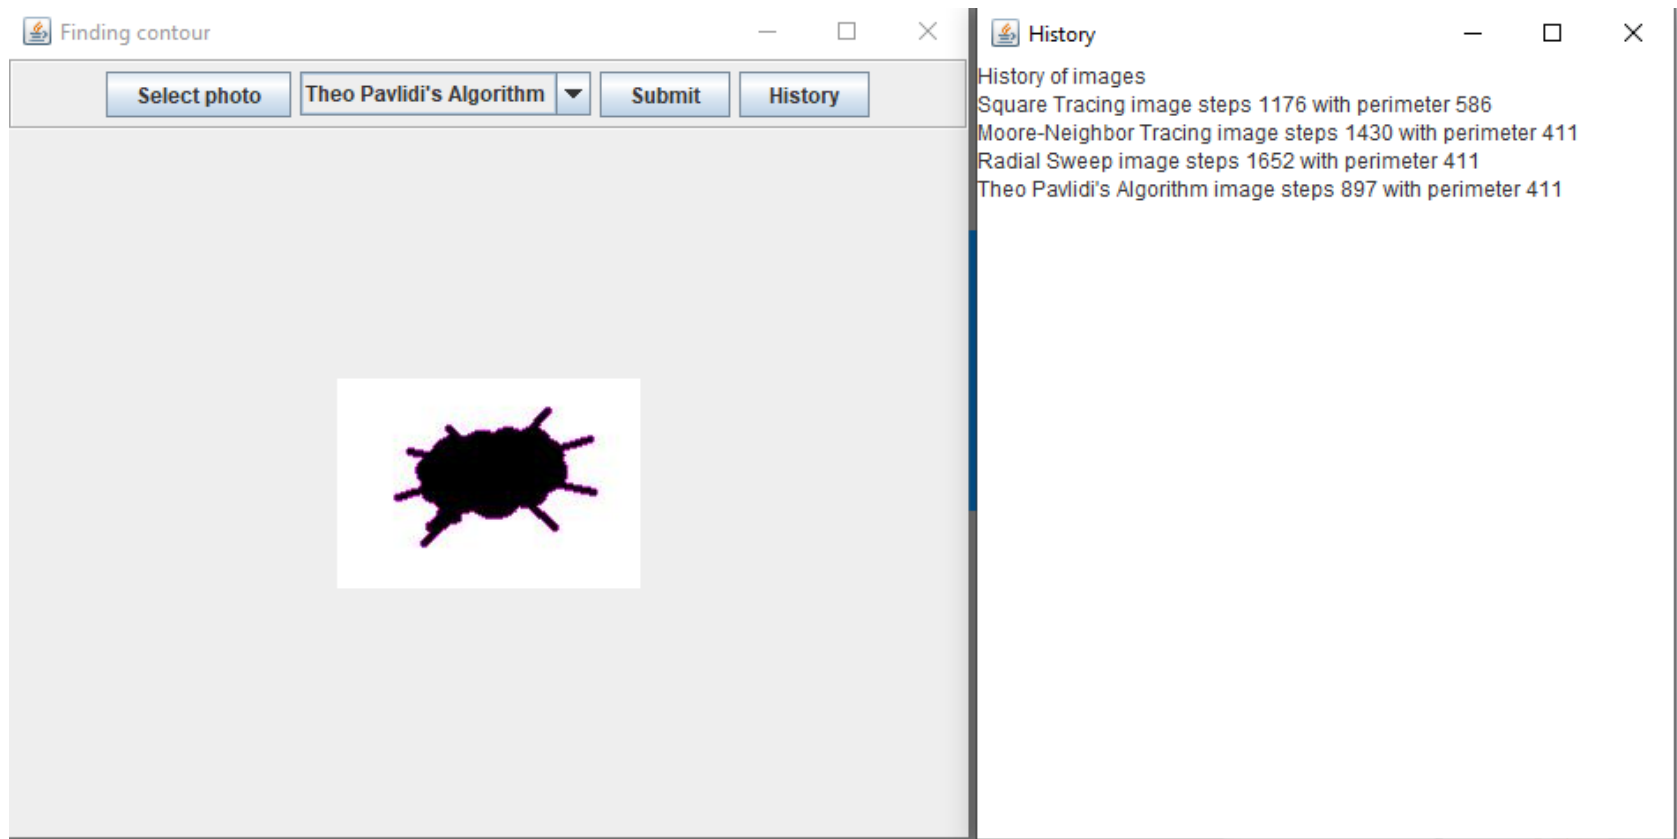 Finding contour
Select photo
Theo Pavlidi's Algorithm
Submit
History
History
History of images
Square Tracing image steps 1176 with perimeter 586
Moore-Neighbor Tracing image steps 1430 with perimeter 411
Radial Sweep image steps 1652 with perimeter 411
Theo Pavlidi's Algorithm image steps 897 with perimeter 411